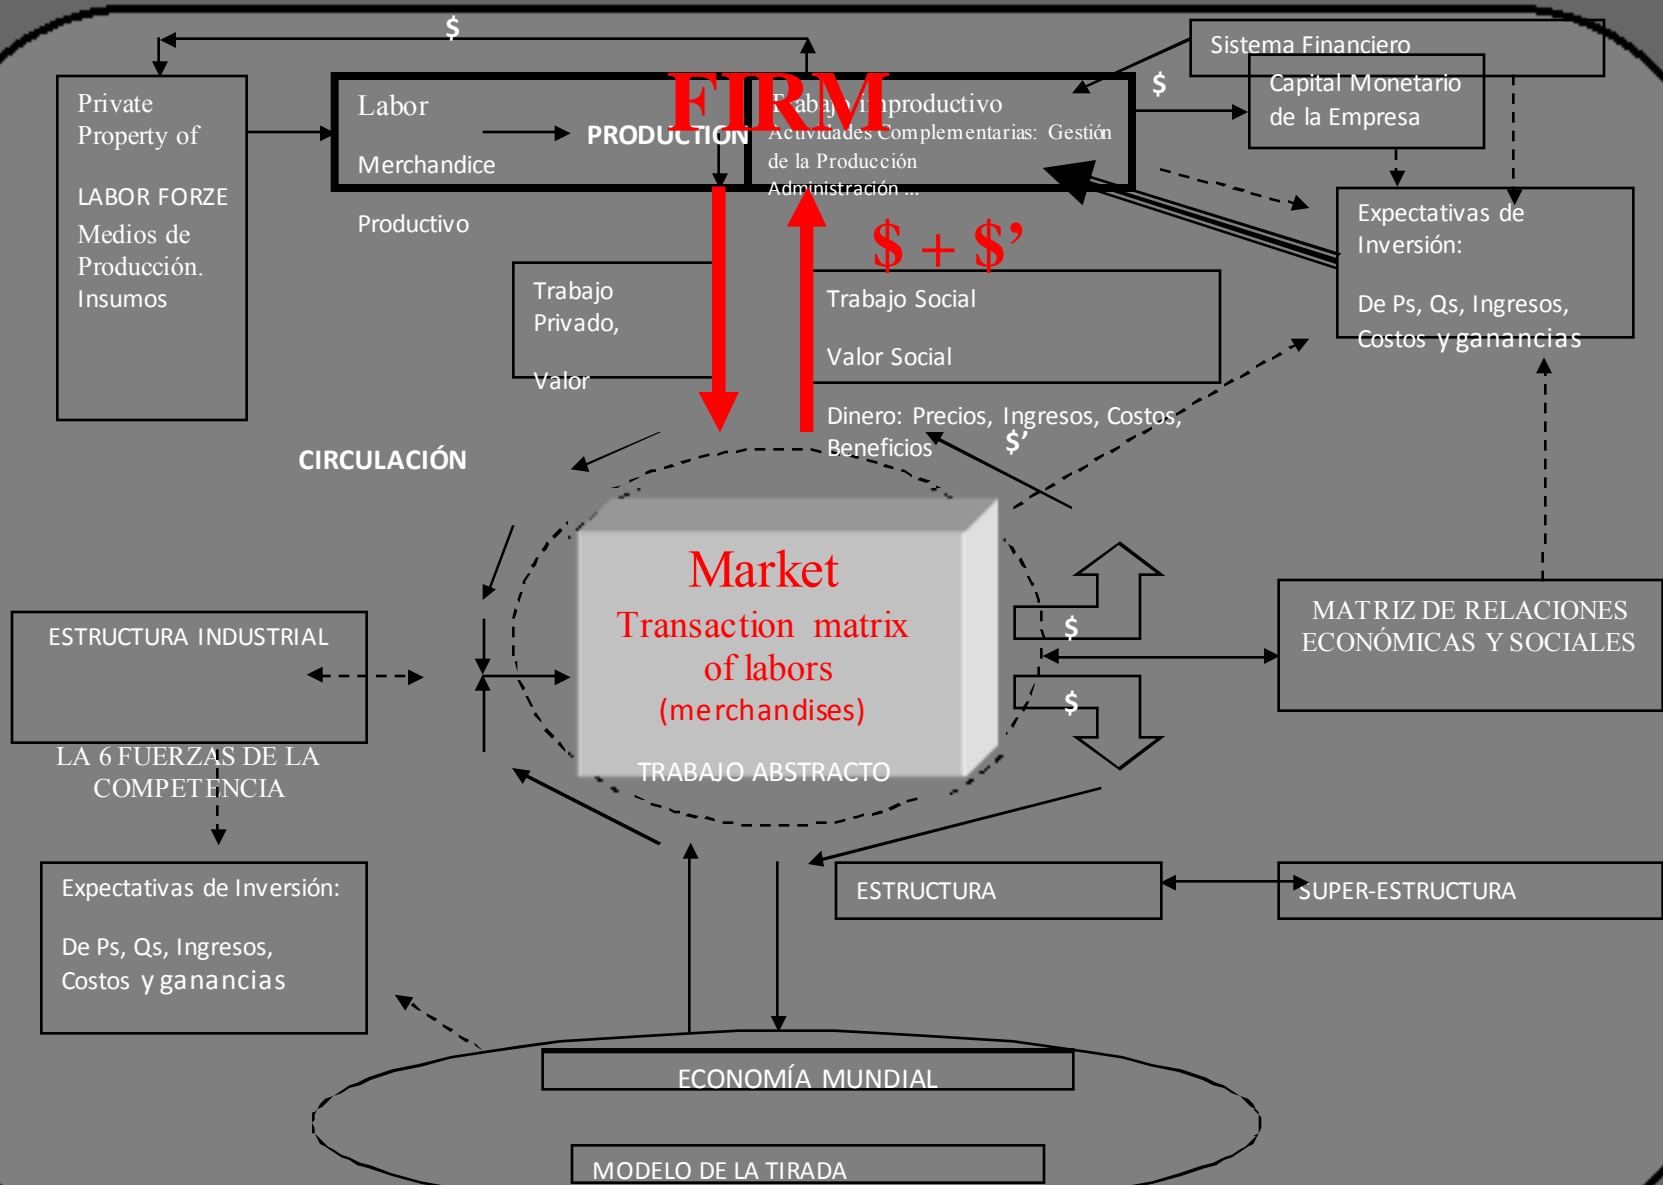 $
Sistema Financiero
FIRM
$
Capital Monetario
de la Empresa
Private
Property of
LABOR FORZE
Medios de
Producción.
Insumos
Labor
Merchandice
Productivo
PRODUCTION
Trabajo improductivo
Actividades Complementarias: Gestión
de la Producción
Administración ...
Expectativas de
Inversión:
De Ps, Qs, Ingresos,
Costos y ganancias
$ + $’
Trabajo
Privado,
Valor
Trabajo Social
Valor Social
Dinero: Precios, Ingresos, Costos,
Beneficios
$’
CIRCULACIÓN
Market
Transaction matrix
of labors
(merchandises)
TRABAJO ABSTRACTO
$
$
MATRIZ DE RELACIONES
ECONÓMICAS Y SOCIALES
ESTRUCTURA INDUSTRIAL
LA 6 FUERZAS DE LA
COMPETENCIA
Expectativas de Inversión:
De Ps, Qs, Ingresos,
Costos y ganancias
ESTRUCTURA
SUPER-ESTRUCTURA
ECONOMÍA MUNDIAL
MODELO DE LA TIRADA